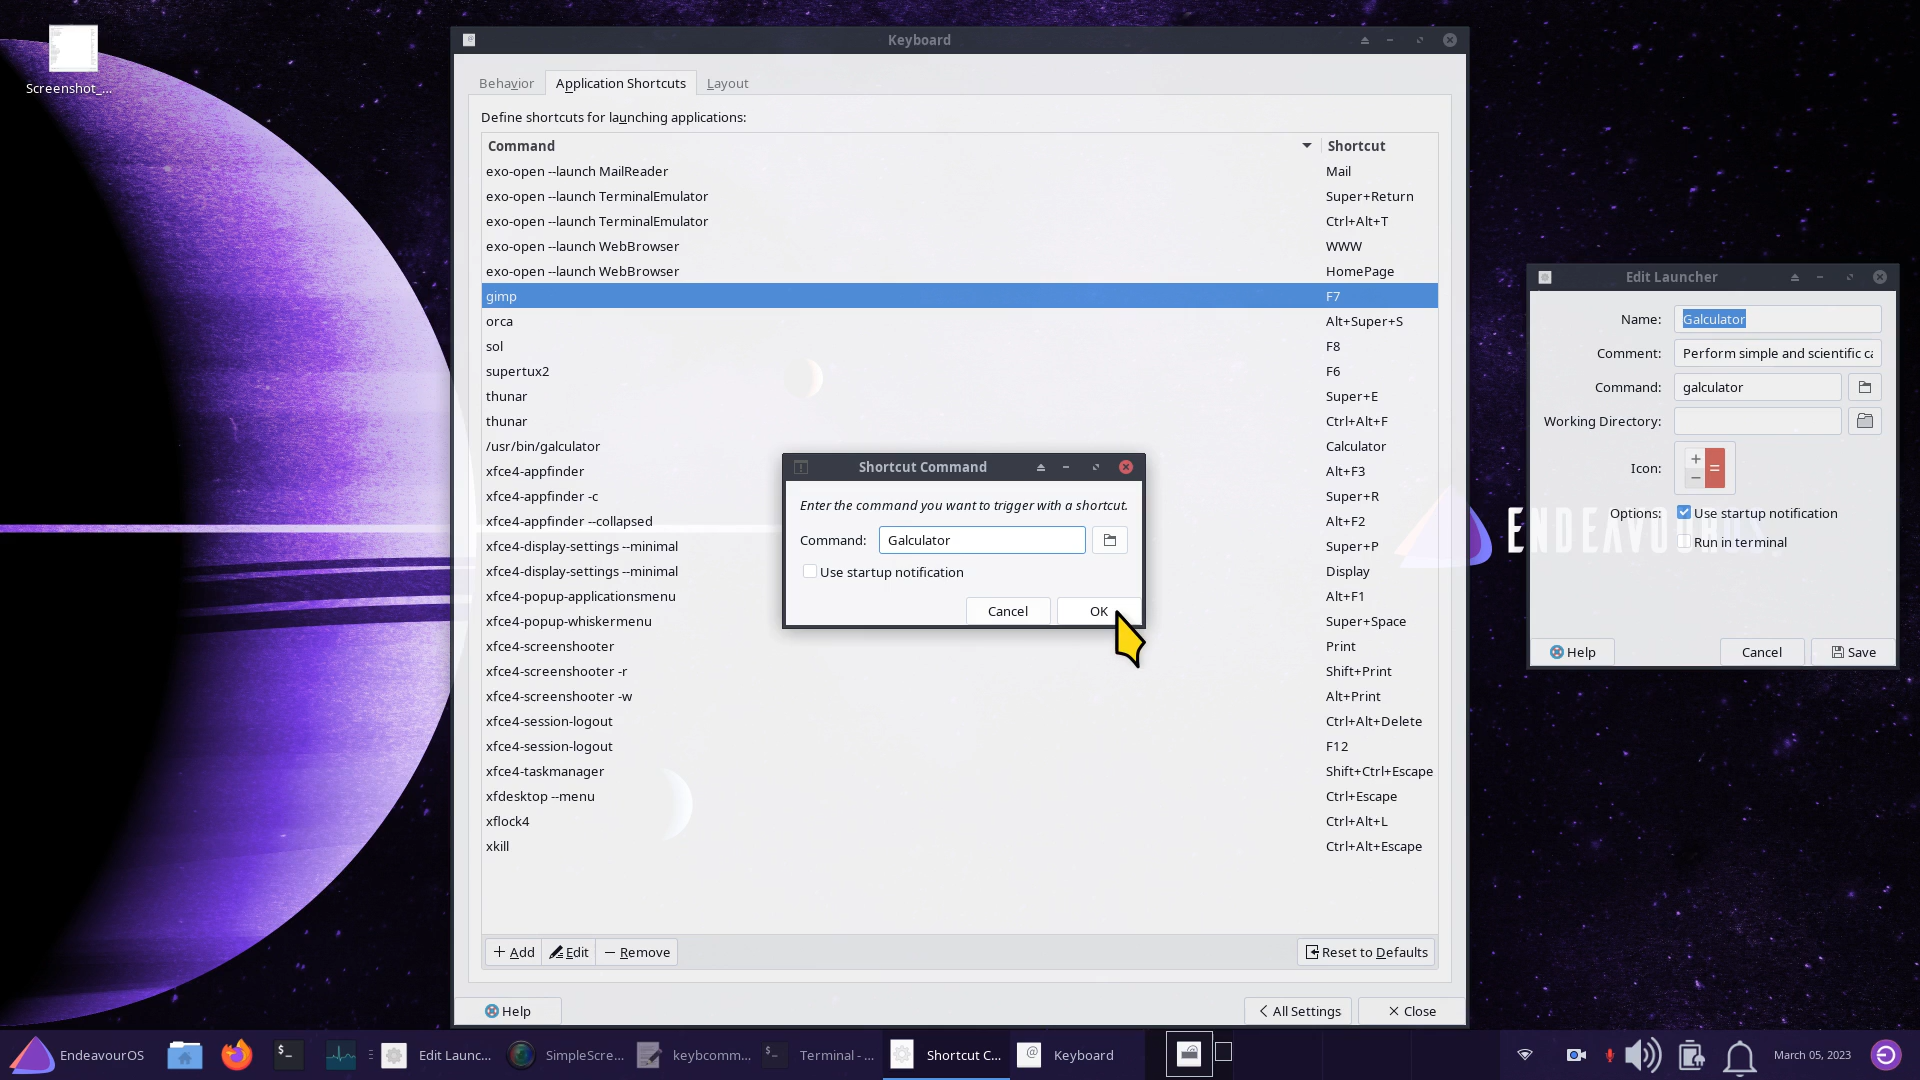 Screenshot_...
Keyboard
Behavior
Application Shortcuts
Layout
Define shortcuts for launching applications:
Command Shortcut
exo-open --launch MailReader Mail
exo-open --launch TerminalEmulator Super+Return
exo-open --launch TerminalEmulator Ctrl+Alt+T
exo-open --launch WebBrowser WWW
exo-open --launch WebBrowser HomePage
gimp F7
orca Alt+Super+S
sol F8
supertux2 F6
thunar Super+E
thunar Ctrl+Alt+F
/usr/bin/galculator Calculator
xfce4-appfinder Alt+F3
xfce4-appfinder -c Super+R
xfce4-appfinder --collapsed Alt+F2
xfce4-display-settings --minimal Super+P
xfce4-display-settings --minimal Display
xfce4-popup-applicationsmenu Alt+F1
xfce4-popup-whiskermenu Super+Space
xfce4-screenshooter Print
xfce4-screenshooter -r Shift+Print
xfce4-screenshooter -w Alt+Print
xfce4-session-logout Ctrl+Alt+Delete
xfce4-session-logout F12
xfce4-taskmanager Shift+Ctrl+Escape
xfdesktop --menu Ctrl+Escape
xflock4 Ctrl+Alt+L
xkill Ctrl+Alt+Escape
Add Edit Remove Reset to Defaults
Help All Settings Close
Shortcut Command
Enter the command you want to trigger with a shortcut.
Command: Galculator
Use startup notification
Cancel OK
Edit Launcher
Name: Galculator
Comment: Perform simple and scientific ca
Command: galculator
Working Directory:
Icon:
Options: Use startup notification
Run in terminal
Help Cancel Save
EndeavourOS
Edit Launc...
SimpleScre...
keybcomm...
Terminal - ...
Shortcut C...
Keyboard
March 05, 2023